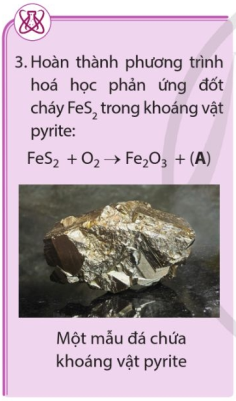 3. Hoàn thành phương trình
hoá học phản ứng đốt
cháy FeS₂ trong khoáng vật
pyrite:
FeS₂ + O₂ → Fe₂O₃ + (A)
Một mẫu đá chứa
khoáng vật pyrite